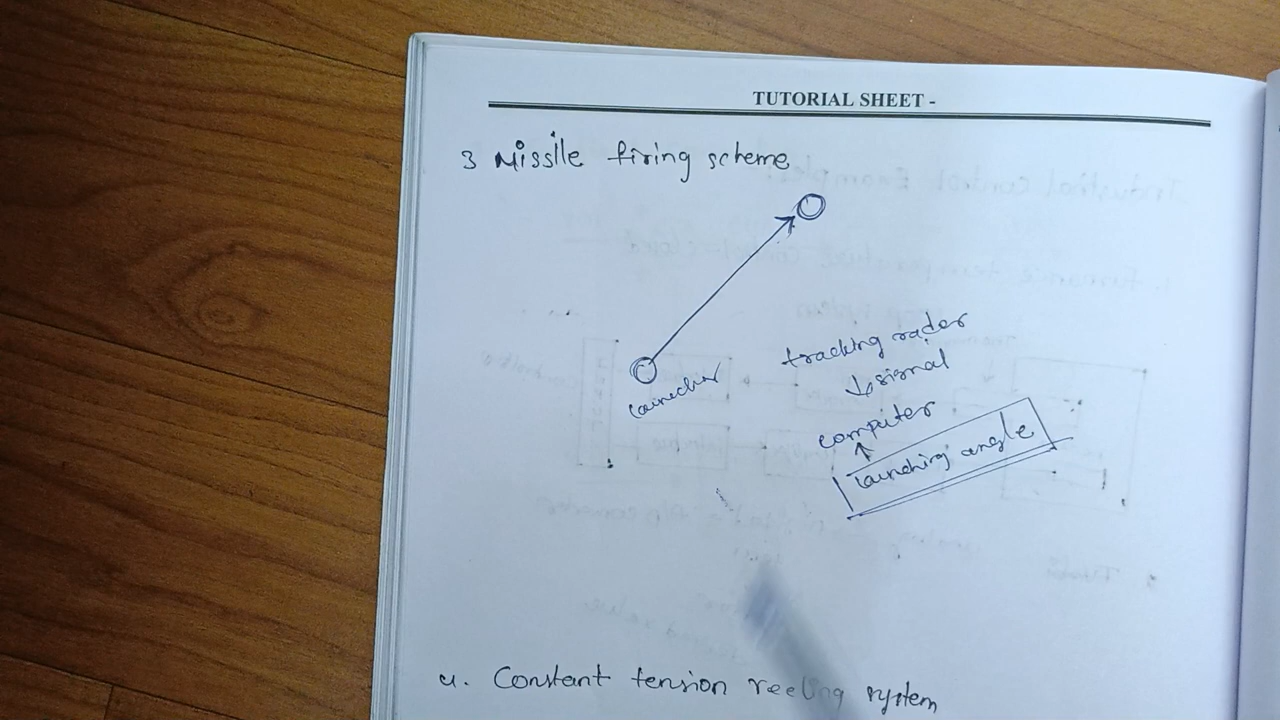 TUTORIAL SHEET -
3 Missile firing scheme
launcher
tracking radar
↓ signal
computer
↑
launching angle
4. Constant tension reeling system